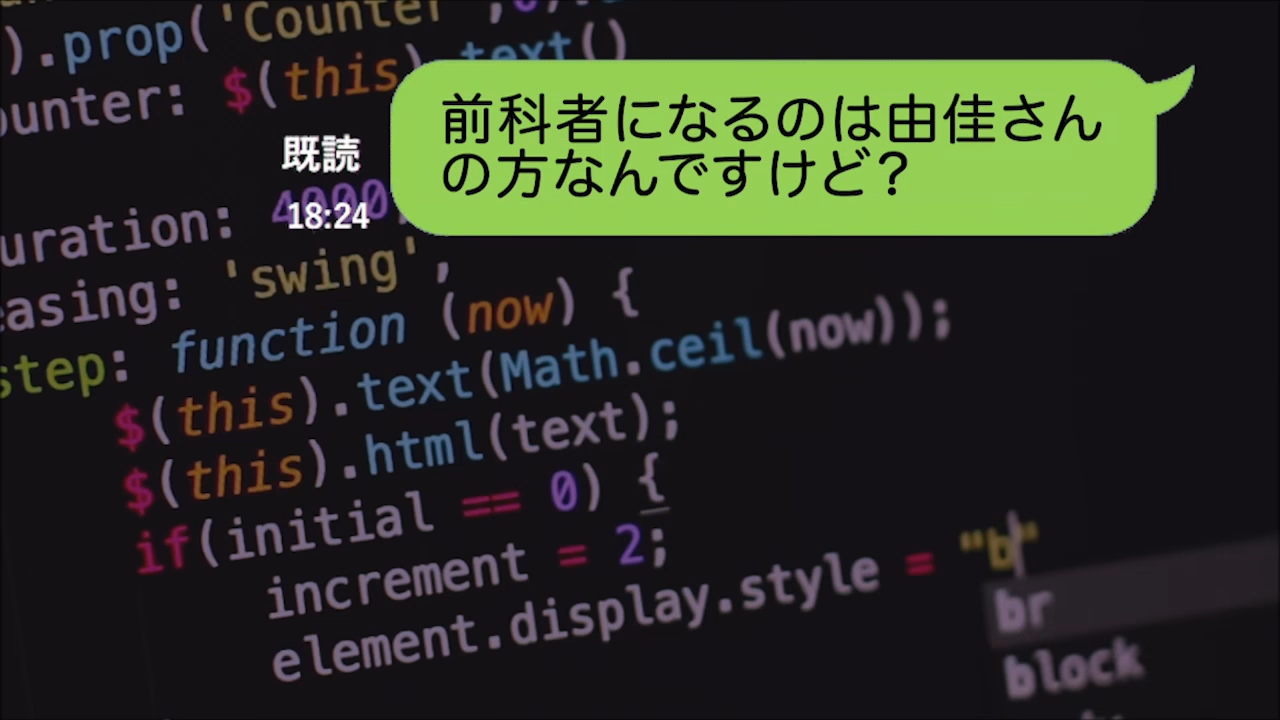 ).prop('Counter',0).
ounter: $(this).text()
前科者になるのは由佳さん
の方なんですけど？
既読
18:24
uration: 4000,
easing: 'swing',
step: function (now) {
$(this).text(Math.ceil(now));
$(this).html(text);
if(initial == 0) {
increment = 2;
element.display.style = "b"
br
block